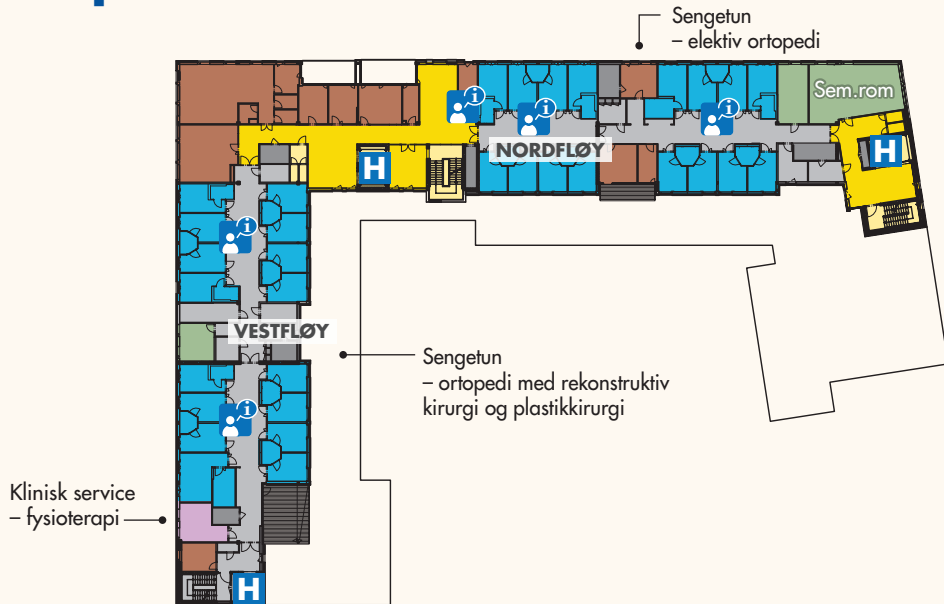 Sengetun
– elektiv ortopedi
Sem.rom
i
i
i
NORDFLØY
H
H
i
VESTFLØY
Sengetun
– ortopedi med rekonstruktiv
kirurgi og plastikkirurgi
i
Klinisk service
– fysioterapi
H